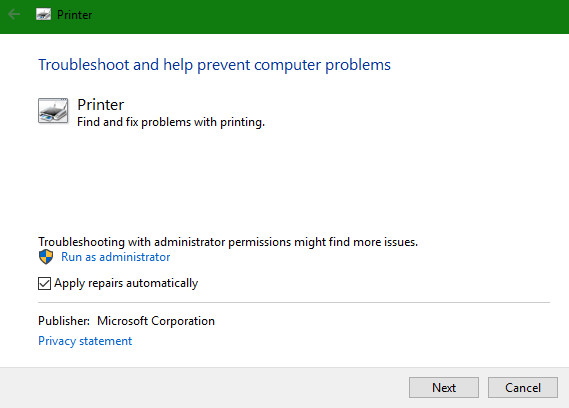 Printer
Troubleshoot and help prevent computer problems
Printer
Find and fix problems with printing.
Troubleshooting with administrator permissions might find more issues.
Run as administrator
Apply repairs automatically
Publisher: Microsoft Corporation
Privacy statement
Next Cancel